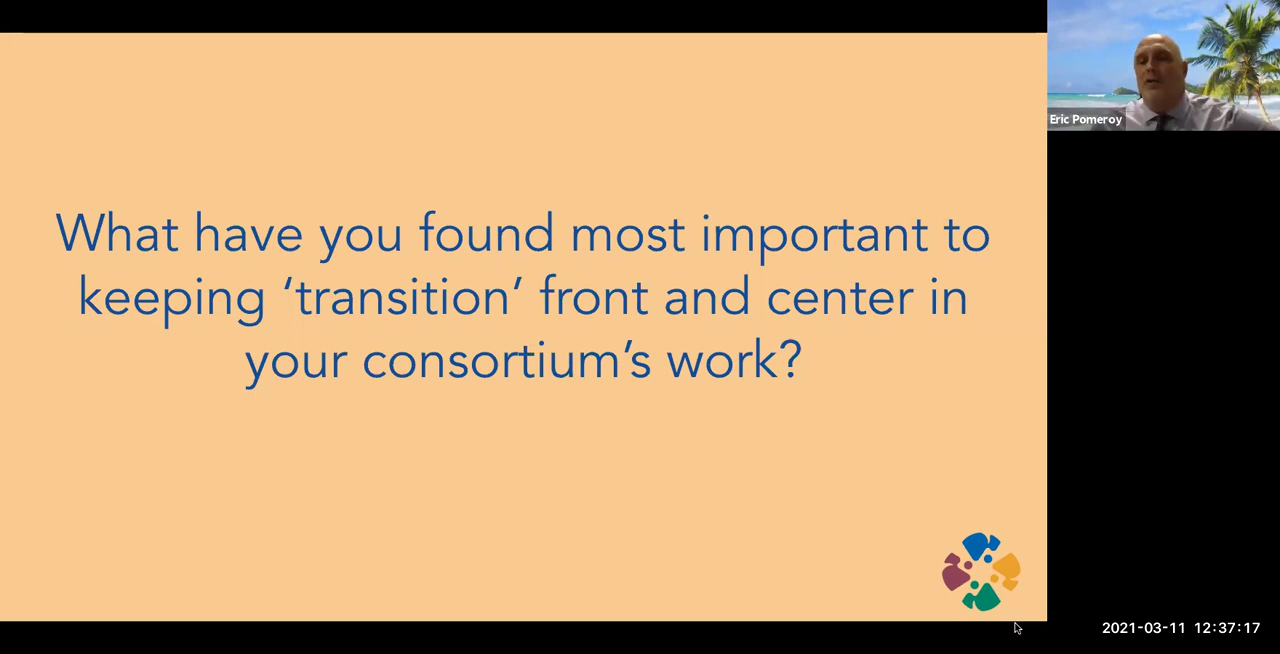 What have you found most important to
keeping ‘transition’ front and center in
your consortium’s work?
Eric Pomeroy
2021-03-11 12:37:17